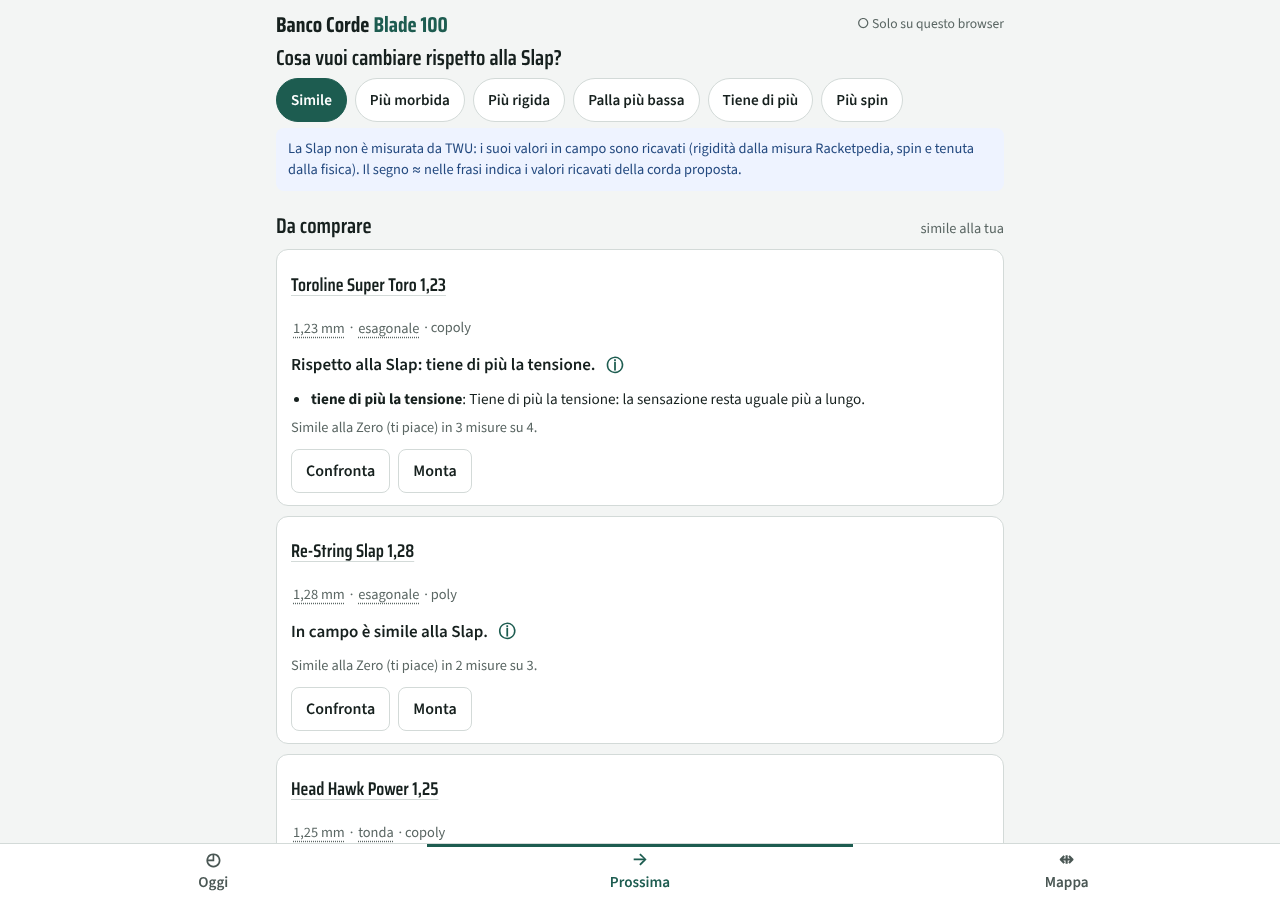 Banco Corde Blade 100
Solo su questo browser
Cosa vuoi cambiare rispetto alla Slap?
Simile
Più morbida
Più rigida
Palla più bassa
Tiene di più
Più spin
La Slap non è misurata da TWU: i suoi valori in campo sono ricavati (rigidità dalla misura Racketpedia, spin e tenuta
dalla fisica). Il segno ≈ nelle frasi indica i valori ricavati della corda proposta.
Da comprare
simile alla tua
Toroline Super Toro 1,23
1,23 mm · esagonale · copoly
Rispetto alla Slap: tiene di più la tensione. ⓘ
• tiene di più la tensione: Tiene di più la tensione: la sensazione resta uguale più a lungo.
Simile alla Zero (ti piace) in 3 misure su 4.
Confronta
Monta
Re-String Slap 1,28
1,28 mm · esagonale · poly
In campo è simile alla Slap. ⓘ
Simile alla Zero (ti piace) in 2 misure su 3.
Confronta
Monta
Head Hawk Power 1,25
1,25 mm · tonda · copoly
Oggi
Prossima
Mappa